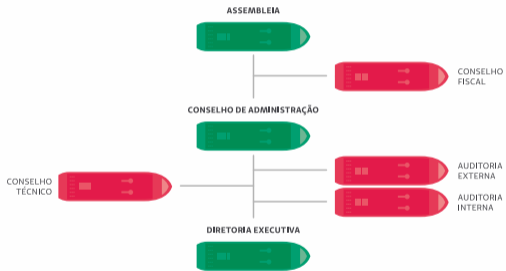 ASSEMBLEIA
CONSELHO
FISCAL
CONSELHO DE ADMINISTRAÇÃO
AUDITORIA
EXTERNA
CONSELHO
TÉCNICO
AUDITORIA
INTERNA
DIRETORIA EXECUTIVA